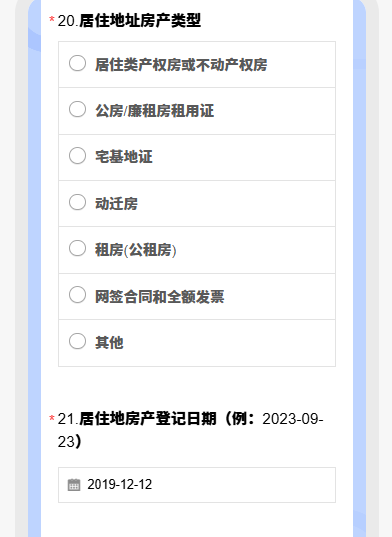 *20.居住地址房产类型
居住类产权房或不动产权房
公房/廉租房租用证
宅基地证
动迁房
租房(公租房)
网签合同和全额发票
其他
*21.居住地房产登记日期（例：2023-09-
23）
2019-12-12